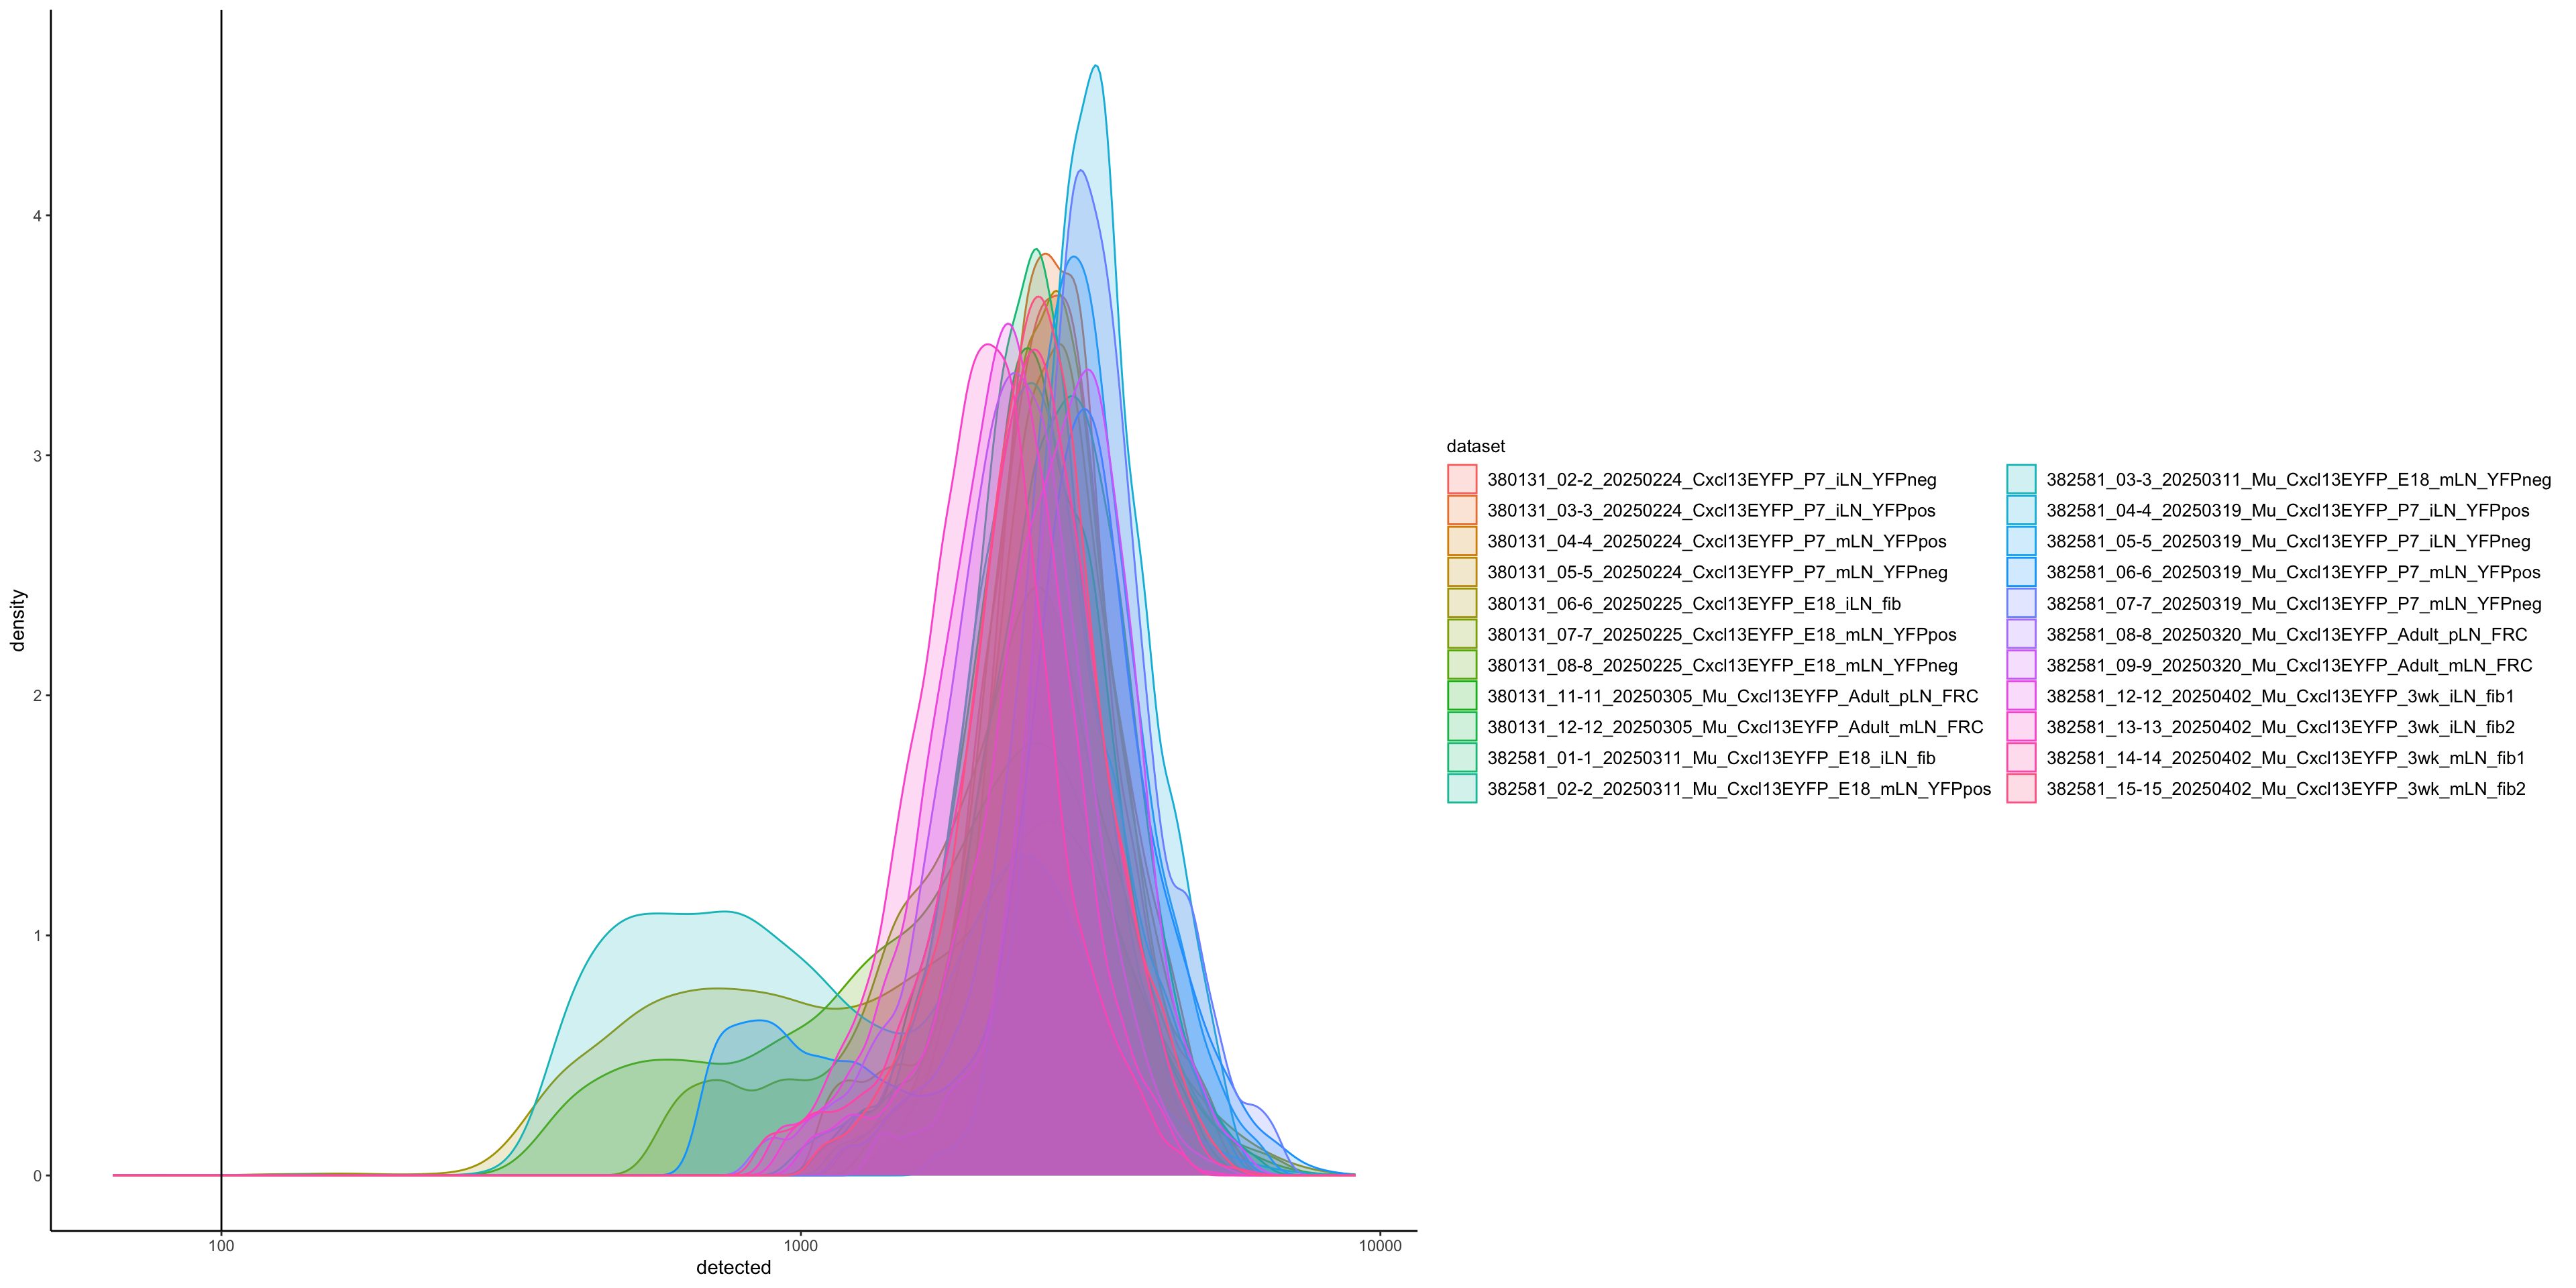 density
4
3
2
1
0
100
1000
10000
detected
dataset
380131_02-2_20250224_Cxcl13EYFP_P7_iLN_YFPneg
380131_03-3_20250224_Cxcl13EYFP_P7_iLN_YFPpos
380131_04-4_20250224_Cxcl13EYFP_P7_mLN_YFPpos
380131_05-5_20250224_Cxcl13EYFP_P7_mLN_YFPneg
380131_06-6_20250225_Cxcl13EYFP_E18_iLN_fib
380131_07-7_20250225_Cxcl13EYFP_E18_mLN_YFPpos
380131_08-8_20250225_Cxcl13EYFP_E18_mLN_YFPneg
380131_11-11_20250305_Mu_Cxcl13EYFP_Adult_pLN_FRC
380131_12-12_20250305_Mu_Cxcl13EYFP_Adult_mLN_FRC
382581_01-1_20250311_Mu_Cxcl13EYFP_E18_iLN_fib
382581_02-2_20250311_Mu_Cxcl13EYFP_E18_mLN_YFPpos
382581_03-3_20250311_Mu_Cxcl13EYFP_E18_mLN_YFPneg
382581_04-4_20250319_Mu_Cxcl13EYFP_P7_iLN_YFPpos
382581_05-5_20250319_Mu_Cxcl13EYFP_P7_iLN_YFPneg
382581_06-6_20250319_Mu_Cxcl13EYFP_P7_mLN_YFPpos
382581_07-7_20250319_Mu_Cxcl13EYFP_P7_mLN_YFPneg
382581_08-8_20250320_Mu_Cxcl13EYFP_Adult_pLN_FRC
382581_09-9_20250320_Mu_Cxcl13EYFP_Adult_mLN_FRC
382581_12-12_20250402_Mu_Cxcl13EYFP_3wk_iLN_fib1
382581_13-13_20250402_Mu_Cxcl13EYFP_3wk_iLN_fib2
382581_14-14_20250402_Mu_Cxcl13EYFP_3wk_mLN_fib1
382581_15-15_20250402_Mu_Cxcl13EYFP_3wk_mLN_fib2